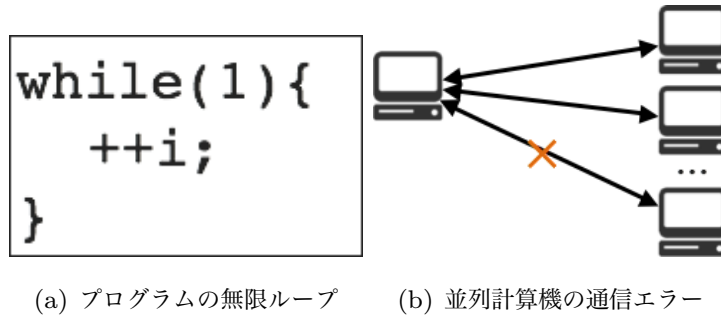 while(1){
++i;
}
...
(a) プログラムの無限ループ
(b) 並列計算機の通信エラー